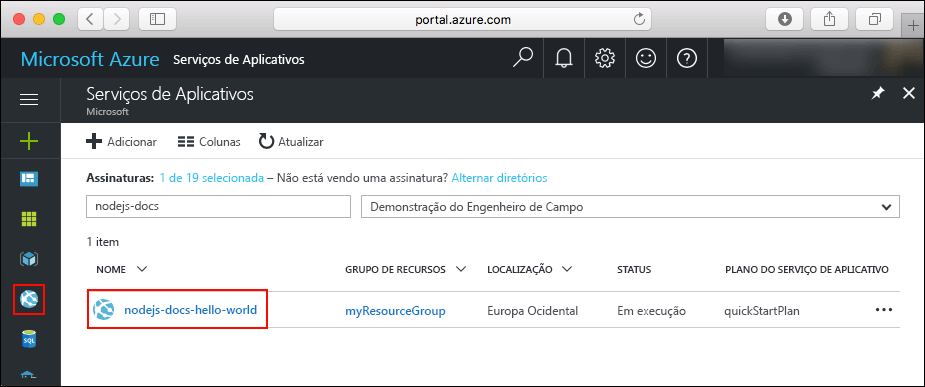 portal.azure.com
Microsoft Azure Serviços de Aplicativos
Serviços de Aplicativos
Microsoft
Adicionar Colunas Atualizar
Assinaturas: 1 de 19 selecionada – Não está vendo uma assinatura? Alternar diretórios
nodejs-docs Demonstração do Engenheiro de Campo
1 item
NOME GRUPO DE RECURSOS LOCALIZAÇÃO STATUS PLANO DO SERVIÇO DE APLICATIVO
nodejs-docs-hello-world myResourceGroup Europa Ocidental Em execução quickStartPlan
SQL